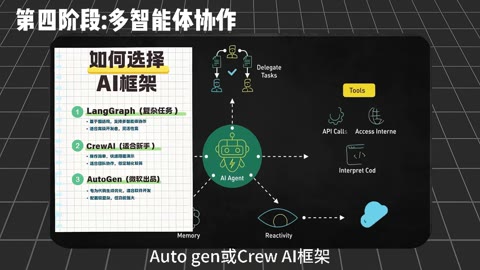 第四阶段:多智能体协作
如何选择
AI框架
1 LangGraph（复杂任务）
2 CrewAI（适合新手）
3 AutoGen（微软出品）
Delegate
Tasks
Tools
API Calls
Access Interne
Interpret Cod
AI Agent
Memory
Reactivity
Auto gen或Crew AI框架